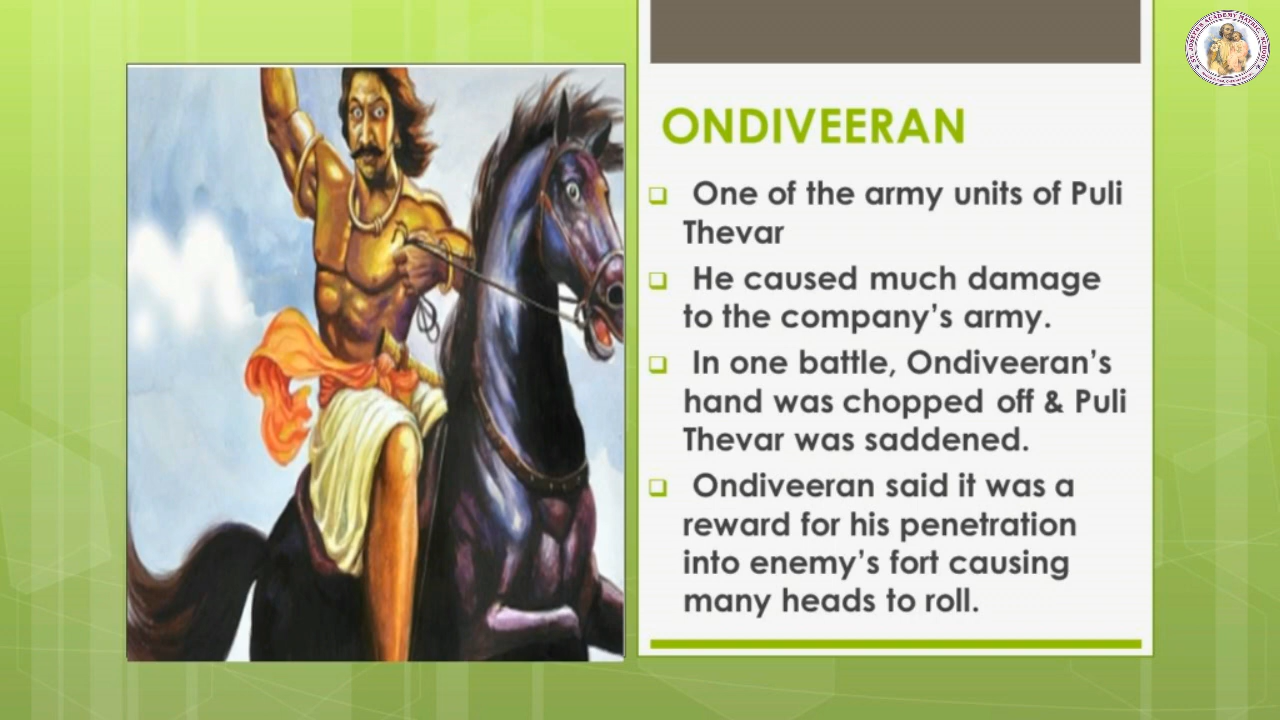 ONDIVEERAN
One of the army units of Puli
Thevar
He caused much damage
to the company’s army.
In one battle, Ondiveeran’s
hand was chopped off & Puli
Thevar was saddened.
Ondiveeran said it was a
reward for his penetration
into enemy’s fort causing
many heads to roll.